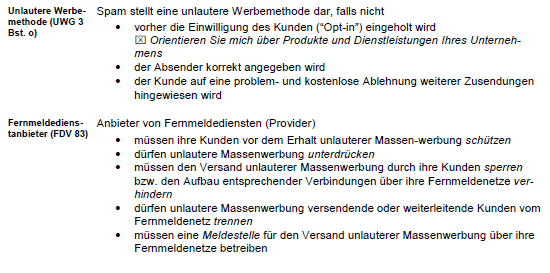 Unlautere Werbe-
methode (UWG 3
Bst. o)
Spam stellt eine unlautere Werbemethode dar, falls nicht
• vorher die Einwilligung des Kunden (“Opt-in”) eingeholt wird
☒ Orientieren Sie mich über Produkte und Dienstleistungen Ihres Unterneh-
mens
• der Absender korrekt angegeben wird
• der Kunde auf eine problem- und kostenlose Ablehnung weiterer Zusendungen
hingewiesen wird
Fernmeldediens-
tanbieter (FDV 83)
Anbieter von Fernmeldediensten (Provider)
• müssen ihre Kunden vor dem Erhalt unlauterer Massen-werbung schützen
• dürfen unlautere Massenwerbung unterdrücken
• müssen den Versand unlauterer Massenwerbung durch ihre Kunden sperren
bzw. den Aufbau entsprechender Verbindungen über ihre Fernmeldenetze ver-
hindern
• dürfen unlautere Massenwerbung versendende oder weiterleitende Kunden vom
Fernmeldenetz trennen
• müssen eine Meldestelle für den Versand unlauterer Massenwerbung über ihre
Fernmeldenetze betreiben